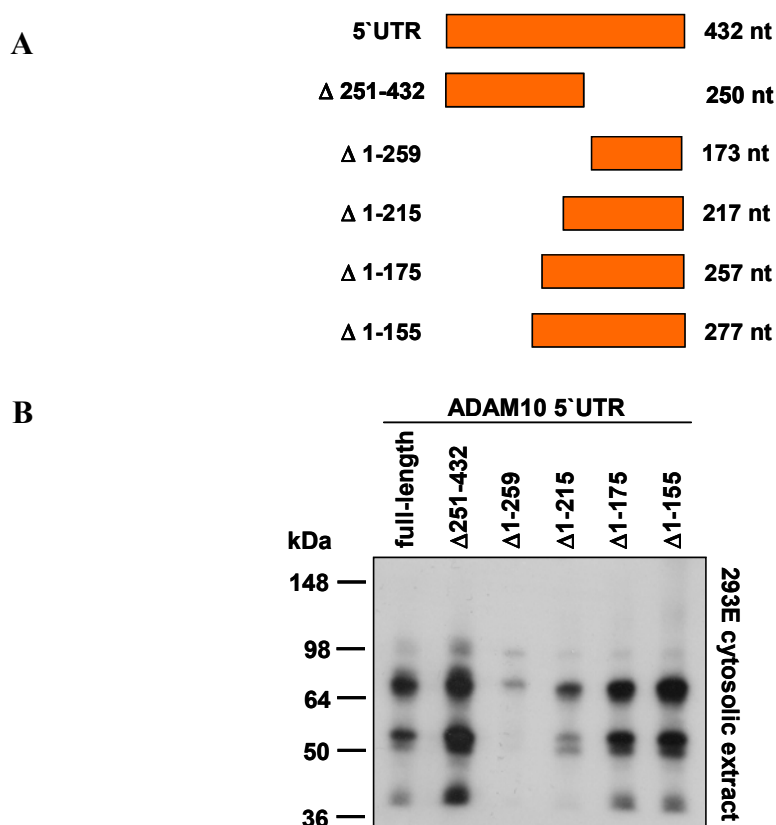 A
5`UTR 432 nt
Δ 251-432 250 nt
Δ 1-259 173 nt
Δ 1-215 217 nt
Δ 1-175 257 nt
Δ 1-155 277 nt
B
ADAM10 5`UTR
full-length
Δ251-432
Δ1-259
Δ1-215
Δ1-175
Δ1-155
kDa
148
98
64
50
36
293E cytosolic extract